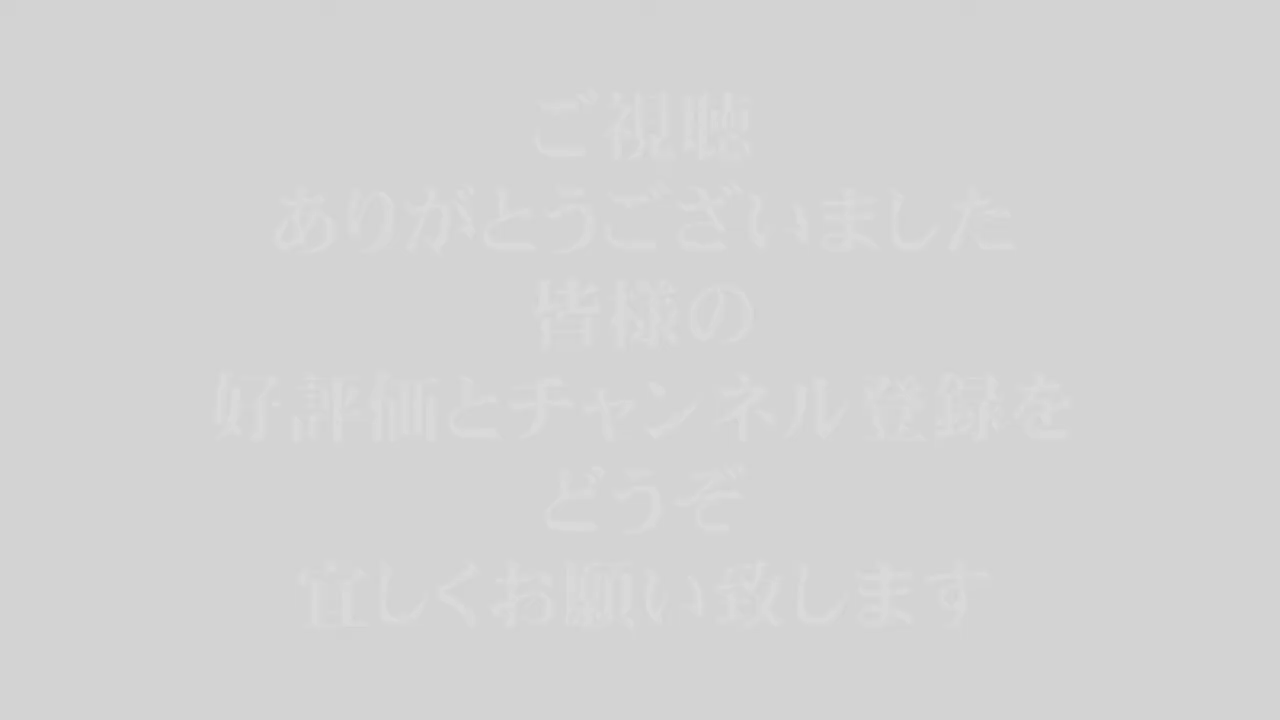 ご視聴
ありがとうございました
皆様の
好評価とチャンネル登録を
どうぞ
宜しくお願い致します